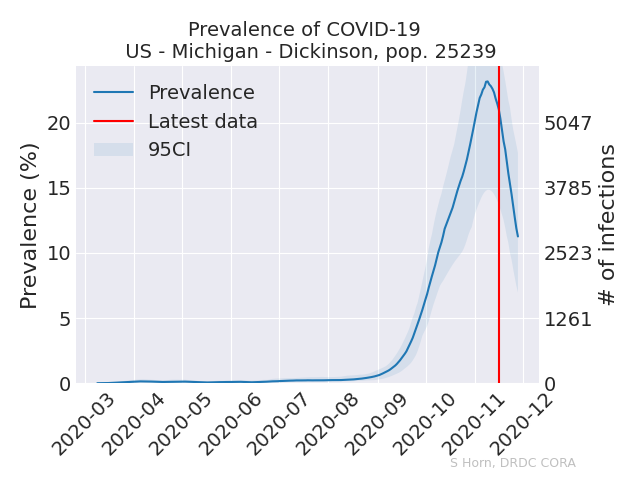 Prevalence of COVID-19
US - Michigan - Dickinson, pop. 25239
Prevalence
Latest data
95CI
Prevalence (%)
20
15
10
5
0
5047
3785
2523
1261
0
# of infections
2020-03
2020-04
2020-05
2020-06
2020-07
2020-08
2020-09
2020-10
2020-11
2020-12
S Horn, DRDC CORA